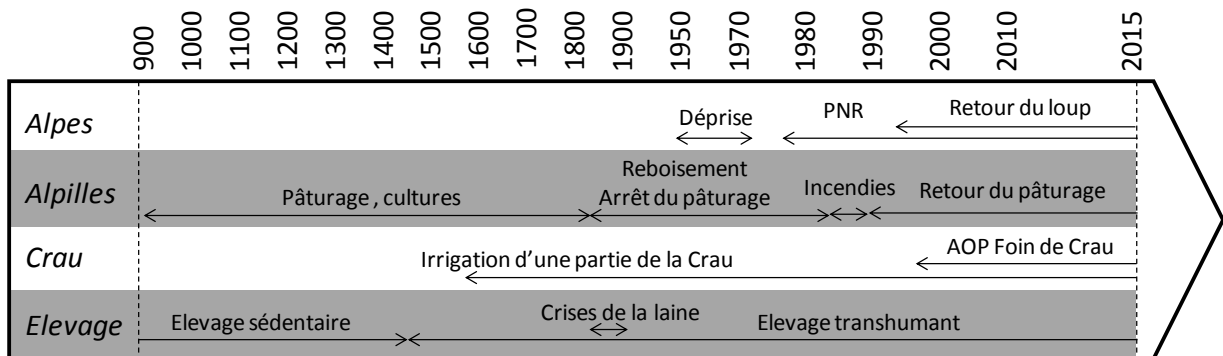 900 1000 1100 1200 1300 1400 1500 1600 1700 1800 1900 1950 1970 1980 1990 2000 2010 2015
Alpes
Déprise
PNR
Retour du loup
Alpilles
Pâturage , cultures
Reboisement
Arrêt du pâturage
Incendies
Retour du pâturage
Crau
Irrigation d’une partie de la Crau
AOP Foin de Crau
Elevage
Elevage sédentaire
Crises de la laine
Elevage transhumant